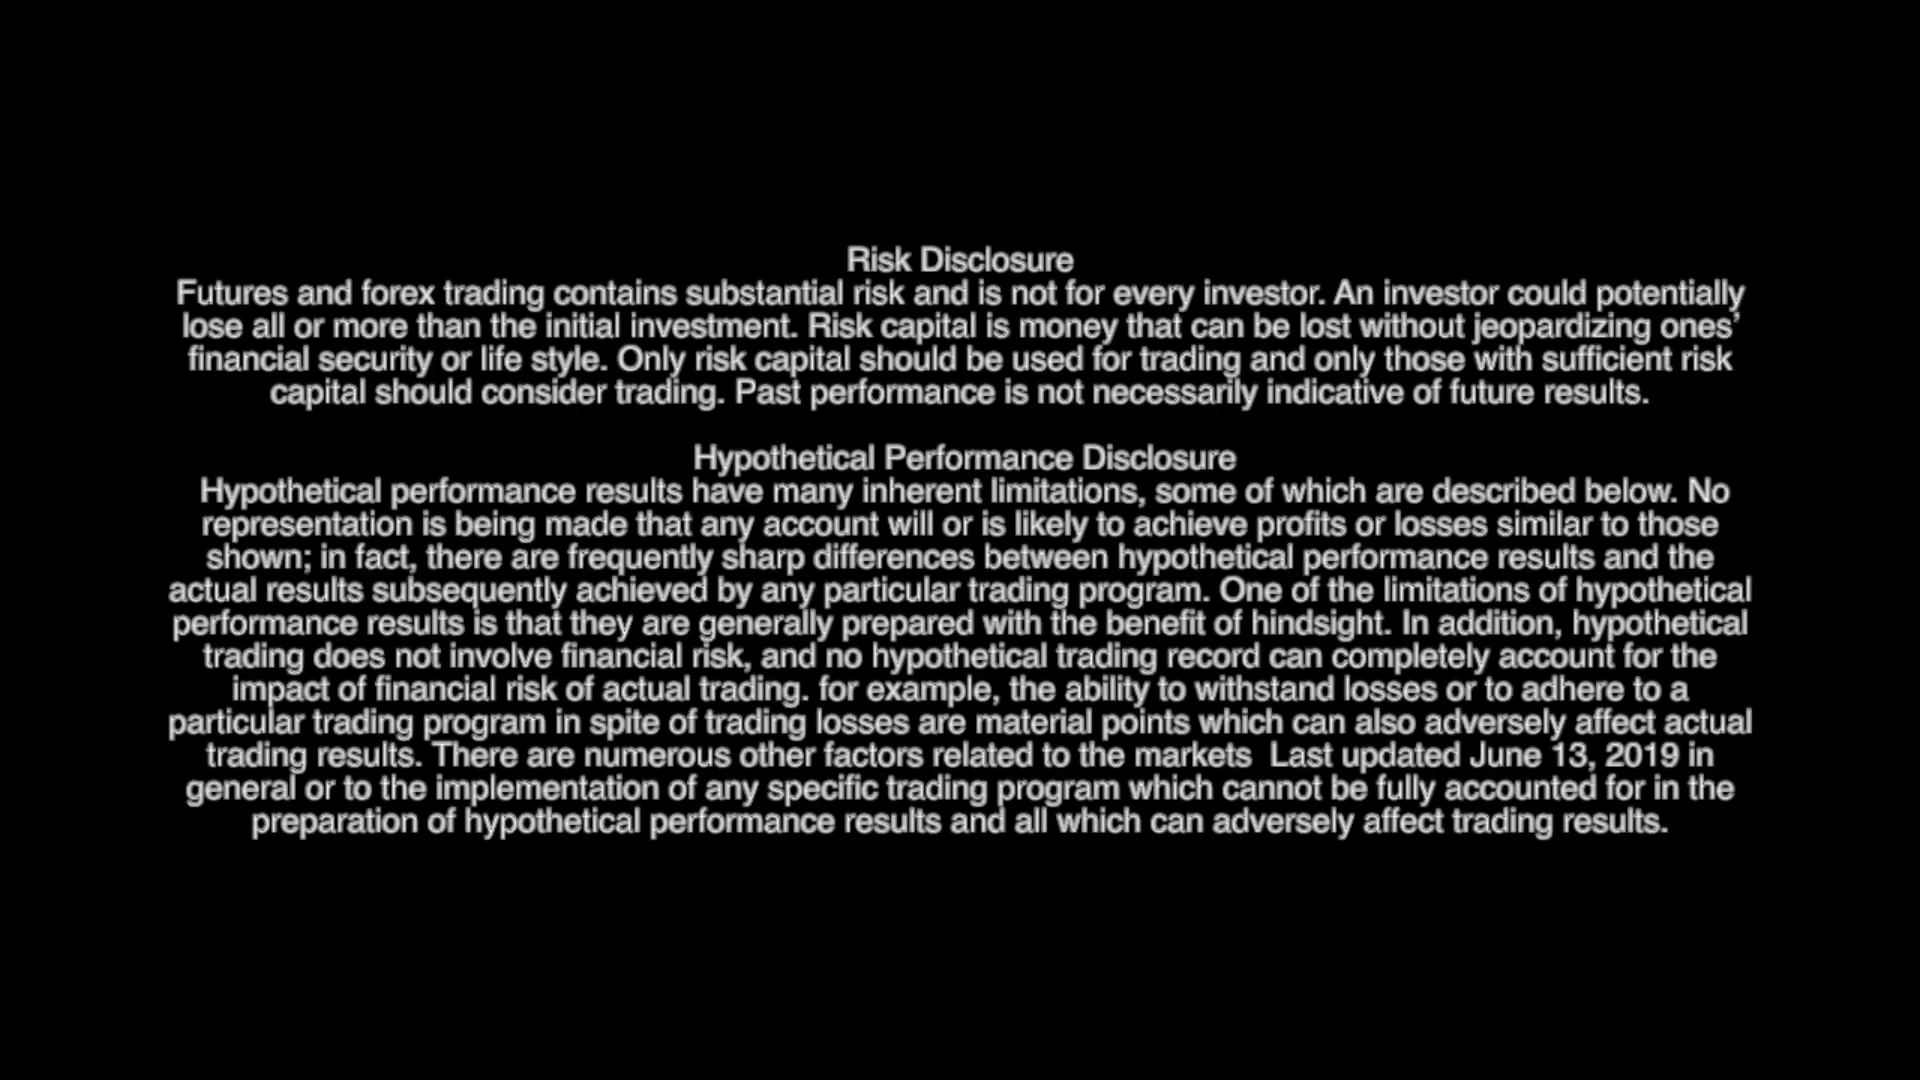 Risk Disclosure
Futures and forex trading contains substantial risk and is not for every investor. An investor could potentially
lose all or more than the initial investment. Risk capital is money that can be lost without jeopardizing ones’
financial security or life style. Only risk capital should be used for trading and only those with sufficient risk
capital should consider trading. Past performance is not necessarily indicative of future results.
Hypothetical Performance Disclosure
Hypothetical performance results have many inherent limitations, some of which are described below. No
representation is being made that any account will or is likely to achieve profits or losses similar to those
shown; in fact, there are frequently sharp differences between hypothetical performance results and the
actual results subsequently achieved by any particular trading program. One of the limitations of hypothetical
performance results is that they are generally prepared with the benefit of hindsight. In addition, hypothetical
trading does not involve financial risk, and no hypothetical trading record can completely account for the
impact of financial risk of actual trading. for example, the ability to withstand losses or to adhere to a
particular trading program in spite of trading losses are material points which can also adversely affect actual
trading results. There are numerous other factors related to the markets  Last updated June 13, 2019 in
general or to the implementation of any specific trading program which cannot be fully accounted for in the
preparation of hypothetical performance results and all which can adversely affect trading results.